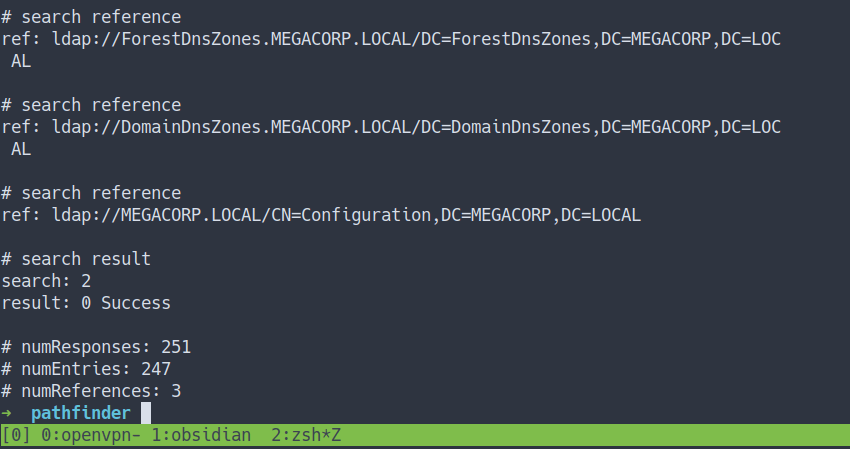 # search reference
ref: ldap://ForestDnsZones.MEGACORP.LOCAL/DC=ForestDnsZones,DC=MEGACORP,DC=LOC
 AL
# search reference
ref: ldap://DomainDnsZones.MEGACORP.LOCAL/DC=DomainDnsZones,DC=MEGACORP,DC=LOC
 AL
# search reference
ref: ldap://MEGACORP.LOCAL/CN=Configuration,DC=MEGACORP,DC=LOCAL
# search result
search: 2
result: 0 Success
# numResponses: 251
# numEntries: 247
# numReferences: 3
→ pathfinder
[0] 0:openvpn- 1:obsidian  2:zsh*Z